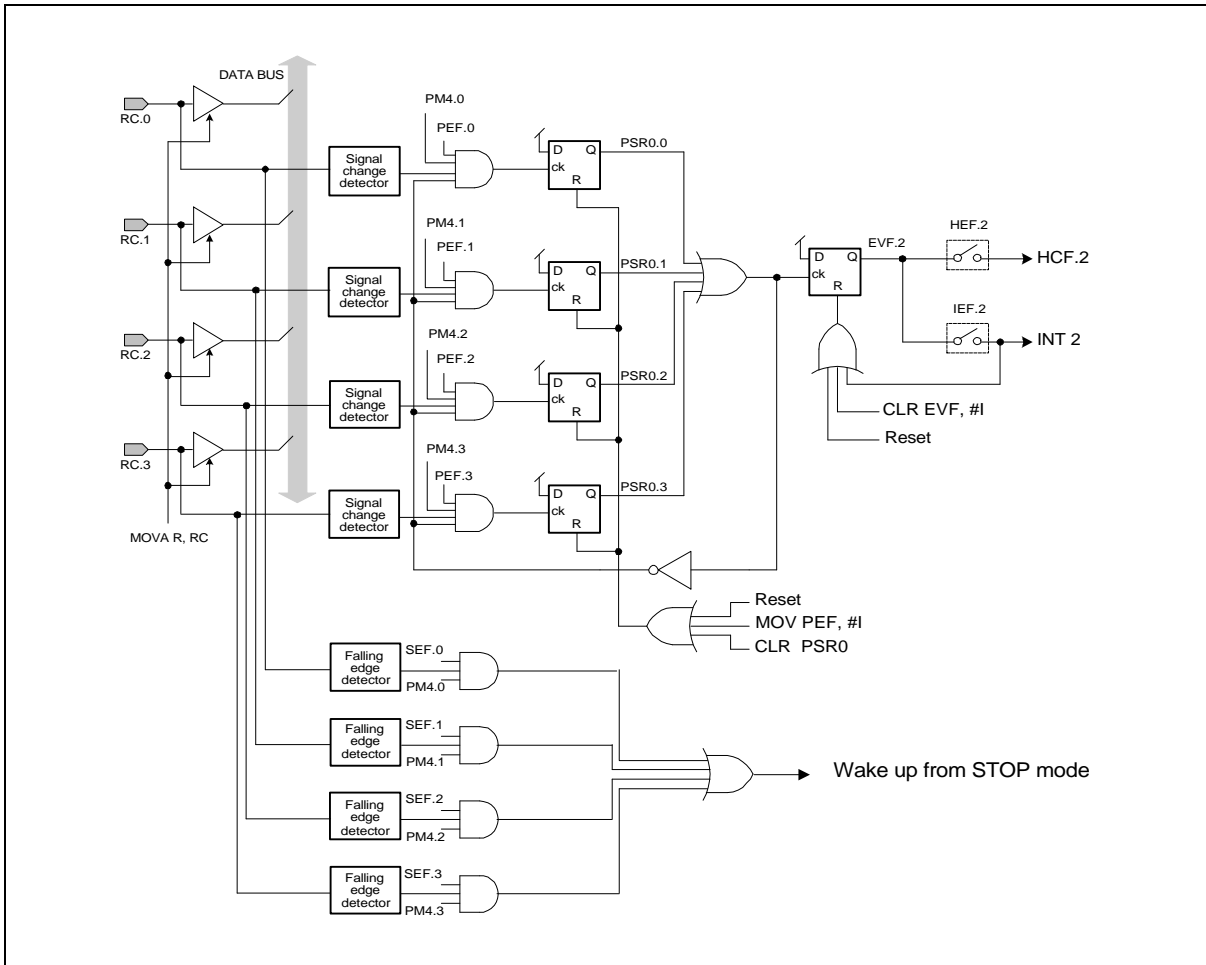 DATA BUS
RC.0
PM4.0
PEF.0
Signal
change
detector
D
Q
ck
R
PSR0.0
RC.1
PM4.1
PEF.1
Signal
change
detector
D
Q
ck
R
PSR0.1
D
Q
ck
R
EVF.2
HEF.2
HCF.2
IEF.2
INT 2
CLR EVF, #I
Reset
RC.2
PM4.2
PEF.2
Signal
change
detector
D
Q
ck
R
PSR0.2
RC.3
PM4.3
PEF.3
Signal
change
detector
D
Q
ck
R
PSR0.3
MOVA R, RC
Reset
MOV PEF, #I
CLR PSR0
Falling
edge
detector
SEF.0
PM4.0
Falling
edge
detector
SEF.1
PM4.1
Wake up from STOP mode
Falling
edge
detector
SEF.2
PM4.2
Falling
edge
detector
SEF.3
PM4.3